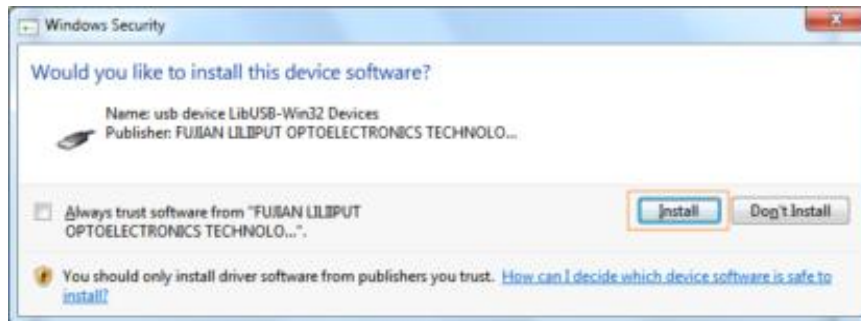 Windows Security
Would you like to install this device software?
Name: usb device LibUSB-Win32 Devices
Publisher: FUJIAN LILIIPUT OPTOELECTRONICS TECHNOLO...
Always trust software from "FUJIAN LILIIPUT
OPTOELECTRONICS TECHNOLO...".
Install
Don't Install
You should only install driver software from publishers you trust. How can I decide which device software is safe to
install?